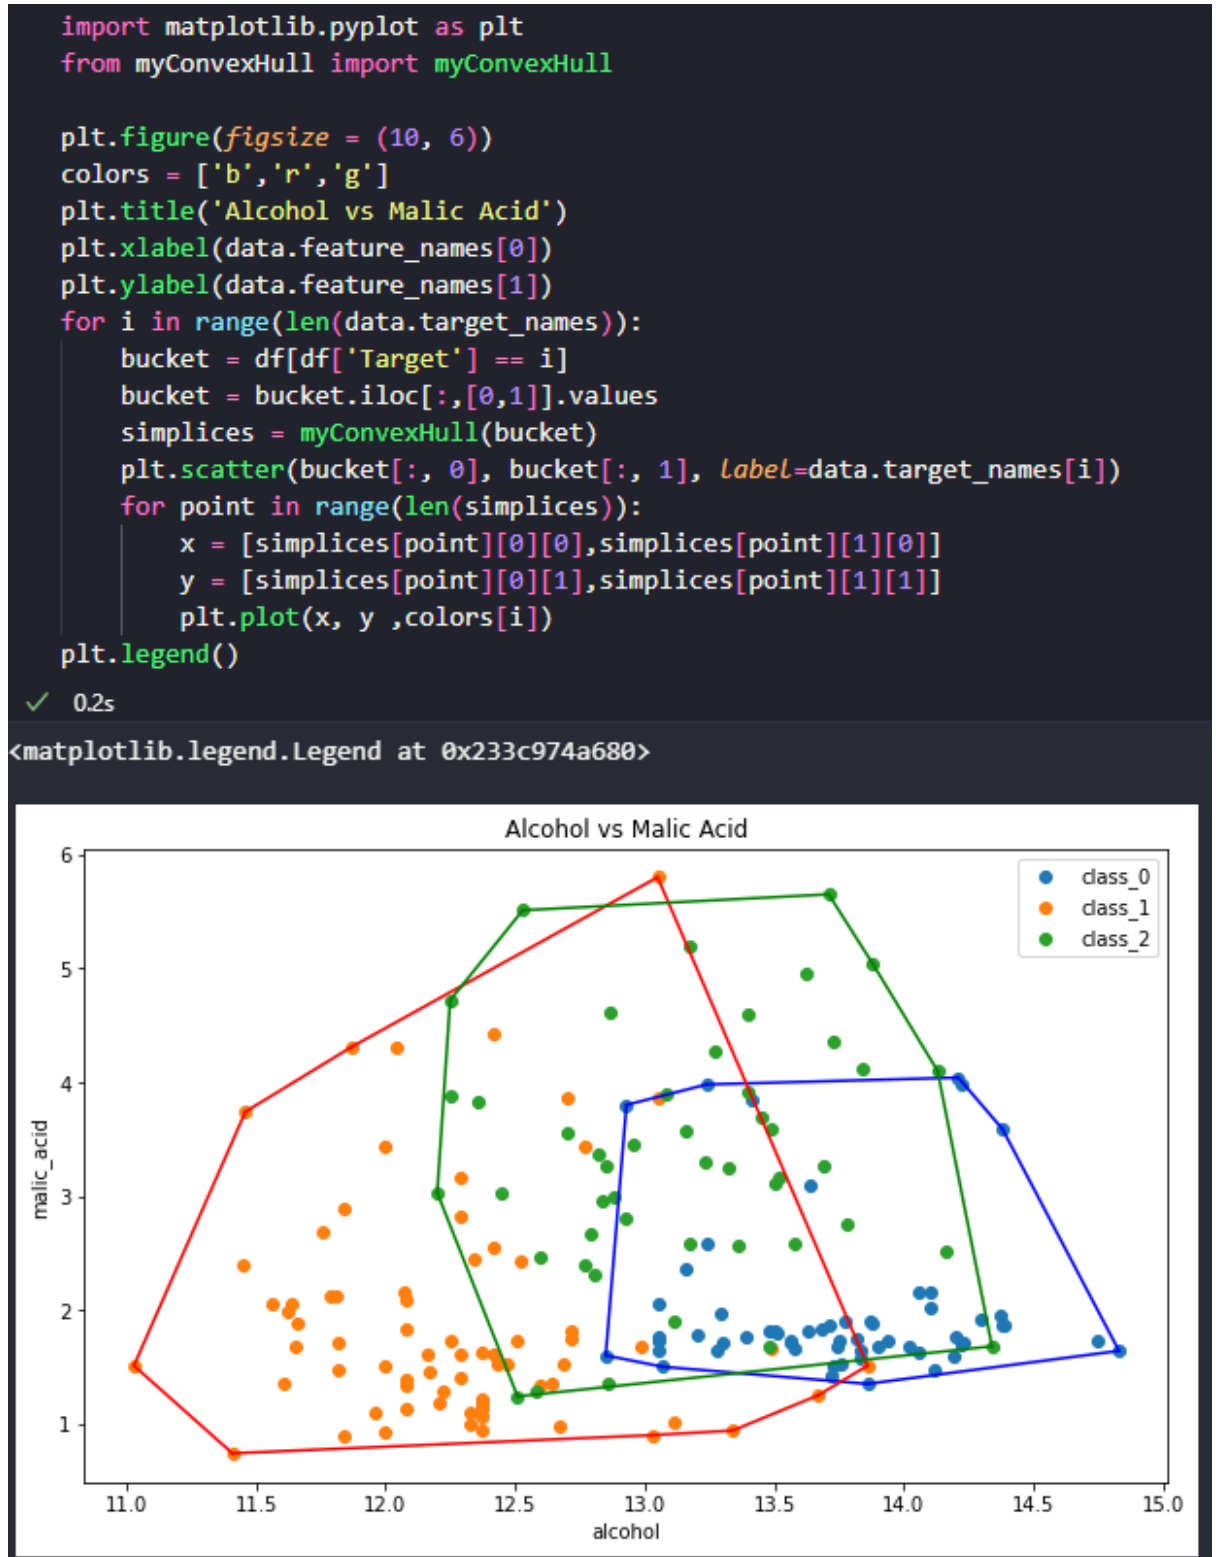 import matplotlib.pyplot as plt
from myConvexHull import myConvexHull
plt.figure(figsize = (10, 6))
colors = ['b','r','g']
plt.title('Alcohol vs Malic Acid')
plt.xlabel(data.feature_names[0])
plt.ylabel(data.feature_names[1])
for i in range(len(data.target_names)):
    bucket = df[df['Target'] == i]
    bucket = bucket.iloc[:,[0,1]].values
    simplices = myConvexHull(bucket)
    plt.scatter(bucket[:, 0], bucket[:, 1], label=data.target_names[i])
    for point in range(len(simplices)):
        x = [simplices[point][0][0],simplices[point][1][0]]
        y = [simplices[point][0][1],simplices[point][1][1]]
        plt.plot(x, y ,colors[i])
plt.legend()
✓ 0.2s
<matplotlib.legend.Legend at 0x233c974a680>
Alcohol vs Malic Acid
class_0
class_1
class_2
6
5
4
3
2
1
malic_acid
11.0 11.5 12.0 12.5 13.0 13.5 14.0 14.5 15.0
alcohol